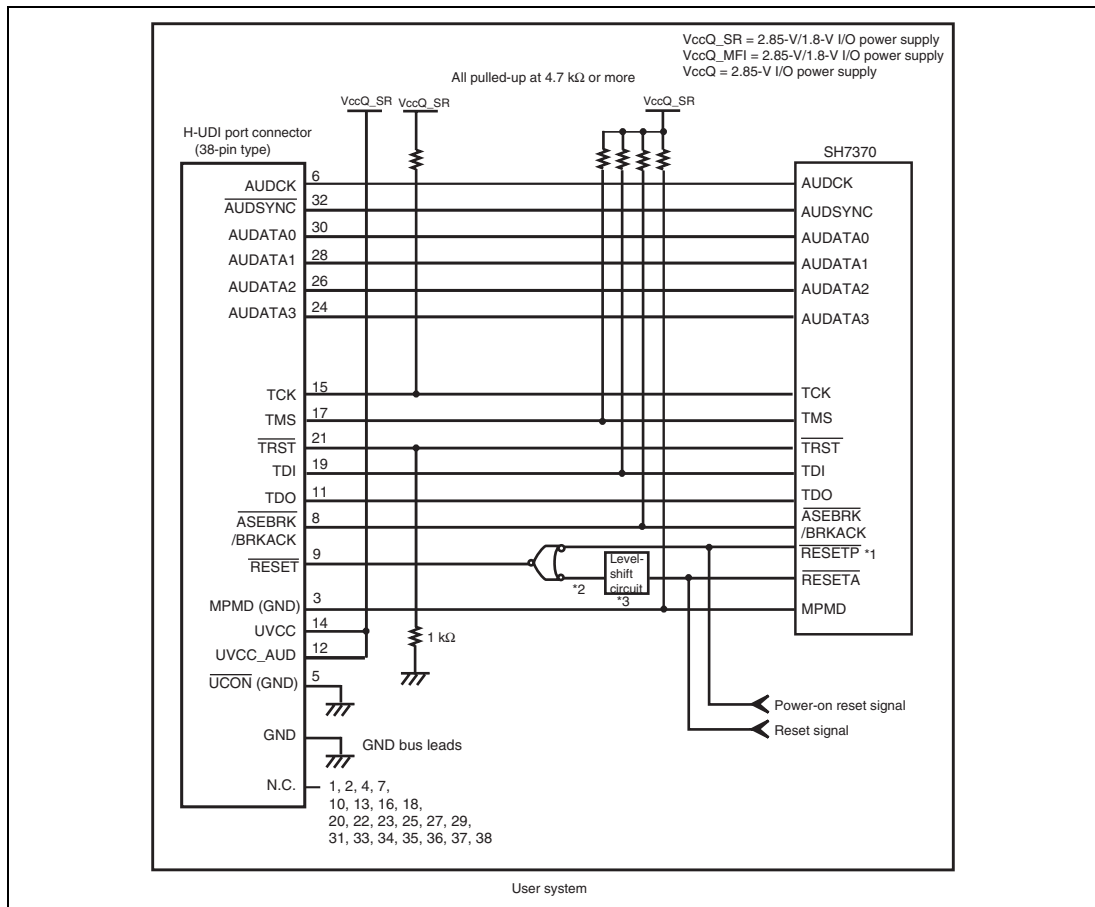 VccQ_SR = 2.85-V/1.8-V I/O power supply
VccQ_MFI = 2.85-V/1.8-V I/O power supply
VccQ = 2.85-V I/O power supply
All pulled-up at 4.7 kΩ or more
VccQ_SR VccQ_SR VccQ_SR
H-UDI port connector
(38-pin type)
SH7370
AUDCK 6 AUDCK
AUDSYNC 32 AUDSYNC
AUDATA0 30 AUDATA0
AUDATA1 28 AUDATA1
AUDATA2 26 AUDATA2
AUDATA3 24 AUDATA3
TCK 15 TCK
TMS 17 TMS
TRST 21 TRST
TDI 19 TDI
TDO 11 TDO
ASEBRK 8 ASEBRK
/BRKACK /BRKACK
RESET 9 RESETP *1
Level-
shift
circuit
*2 *3 RESETA
MPMD (GND) 3 MPMD
UVCC 14 1 kΩ
UVCC_AUD 12
UCON (GND) 5
Power-on reset signal
Reset signal
GND GND bus leads
N.C. 1, 2, 4, 7,
10, 13, 16, 18,
20, 22, 23, 25, 27, 29,
31, 33, 34, 35, 36, 37, 38
User system